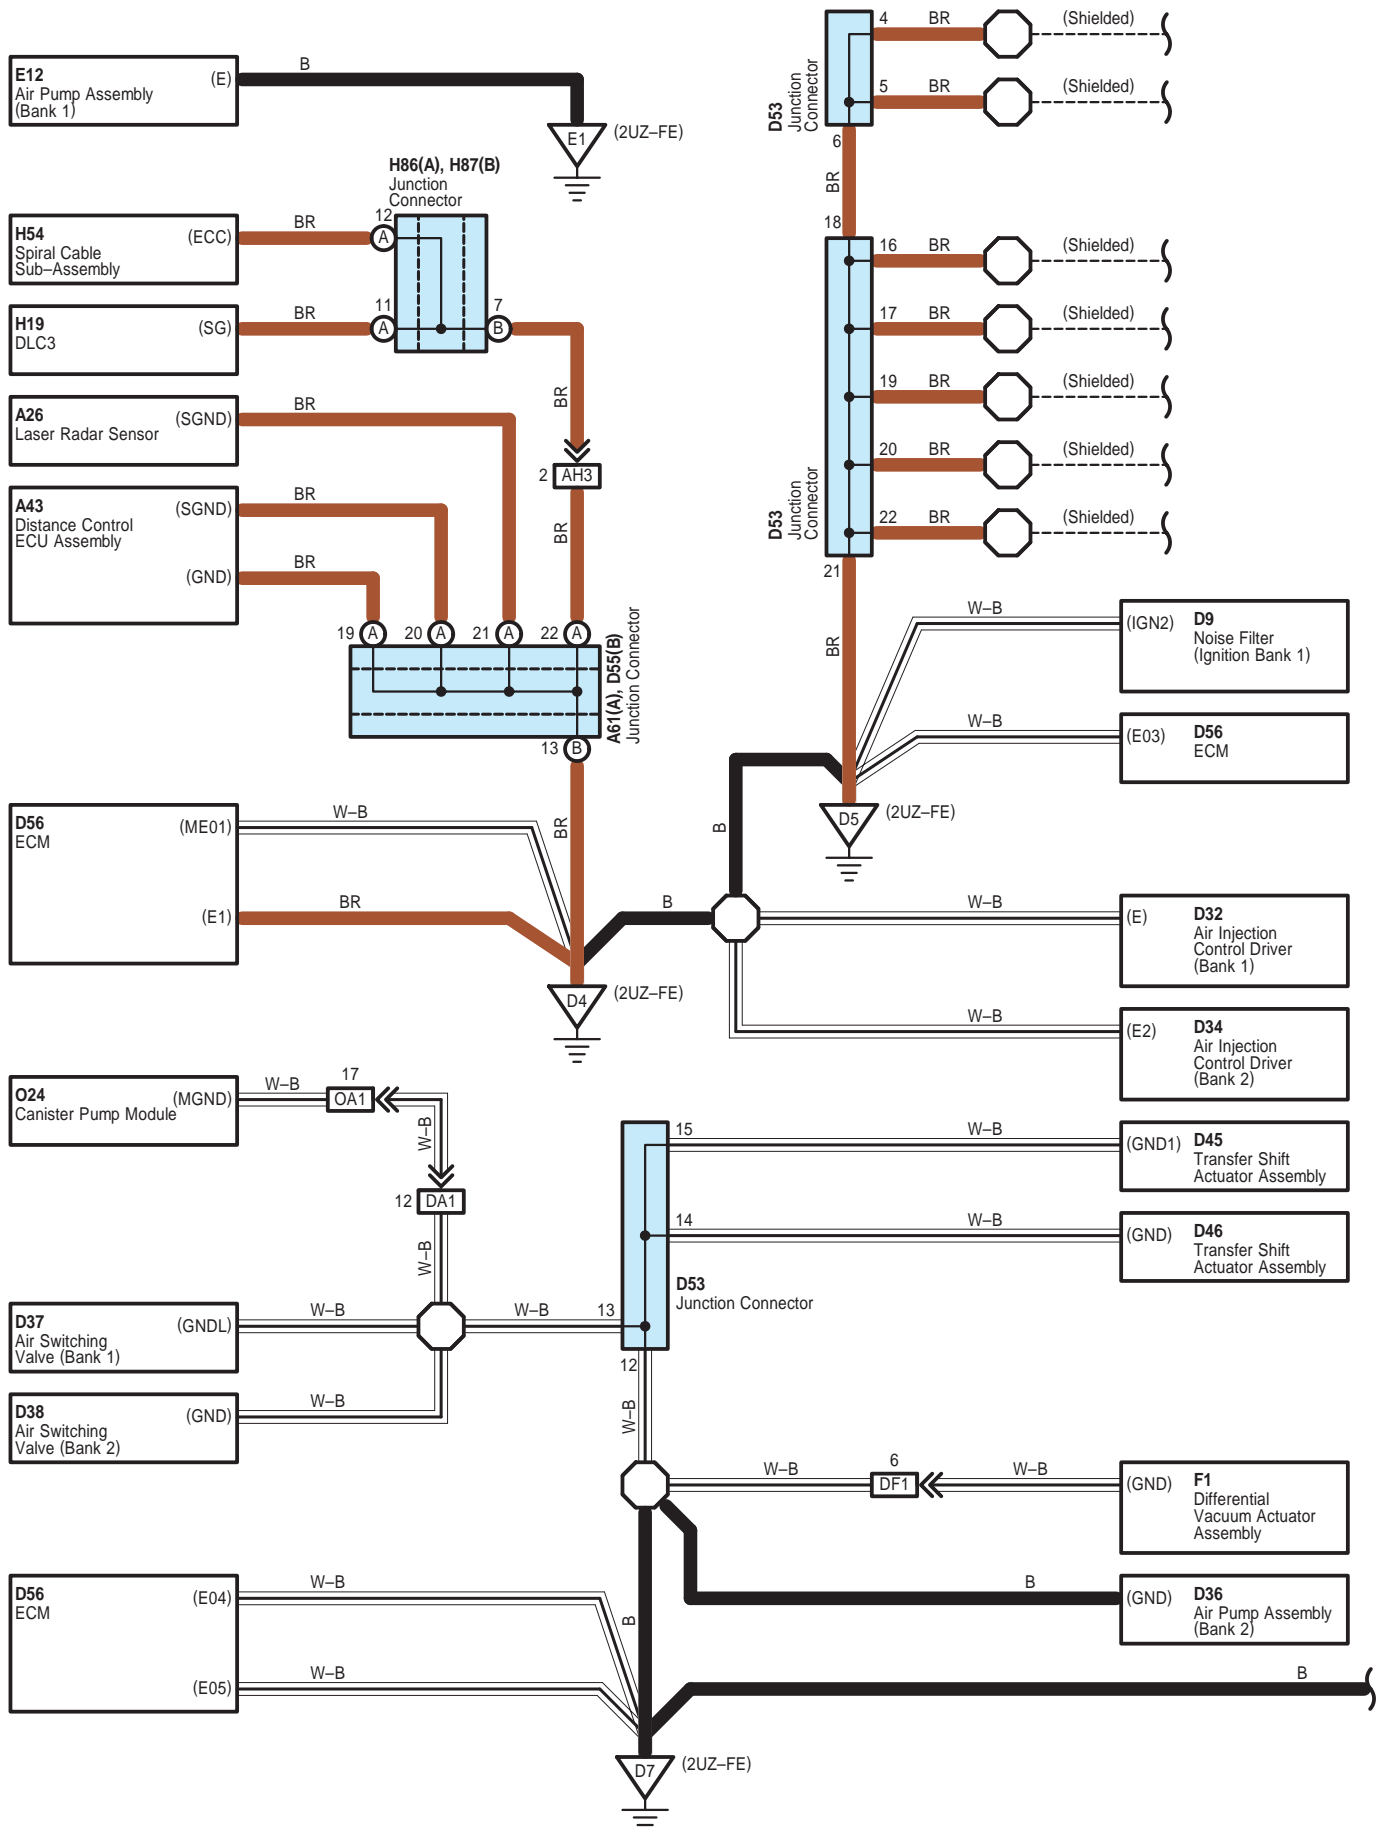 E12
Air Pump Assembly
(Bank 1)
(E)
B
E1
(2UZ–FE)
H86(A), H87(B)
Junction
Connector
H54
Spiral Cable
Sub–Assembly
(ECC)
BR
12
A
H19
DLC3
(SG)
BR
11
A
7
B
BR
2
AH3
BR
A26
Laser Radar Sensor
(SGND)
BR
A43
Distance Control
ECU Assembly
(SGND)
BR
(GND)
BR
19
A
20
A
21
A
22
A
A61(A), D55(B)
Junction Connector
13
B
BR
D56
ECM
(ME01)
W–B
(E1)
BR
D4
(2UZ–FE)
B
B
D53
Junction
Connector
4
BR
(Shielded)
5
BR
(Shielded)
6
BR
18
16
BR
(Shielded)
17
BR
(Shielded)
19
BR
(Shielded)
20
BR
(Shielded)
22
BR
(Shielded)
D53
Junction
Connector
21
BR
W–B
(IGN2)
D9
Noise Filter
(Ignition Bank 1)
W–B
(E03)
D56
ECM
D5
(2UZ–FE)
W–B
(E)
D32
Air Injection
Control Driver
(Bank 1)
W–B
(E2)
D34
Air Injection
Control Driver
(Bank 2)
O24
Canister Pump Module
(MGND)
W–B
17
OA1
W–B
12
DA1
W–B
D37
Air Switching
Valve (Bank 1)
(GNDL)
W–B
W–B
13
D38
Air Switching
Valve (Bank 2)
(GND)
W–B
15
W–B
(GND1)
D45
Transfer Shift
Actuator Assembly
14
W–B
(GND)
D46
Transfer Shift
Actuator Assembly
D53
Junction Connector
12
W–B
W–B
6
DF1
W–B
(GND)
F1
Differential
Vacuum Actuator
Assembly
B
(GND)
D36
Air Pump Assembly
(Bank 2)
D56
ECM
(E04)
W–B
(E05)
W–B
B
B
D7
(2UZ–FE)